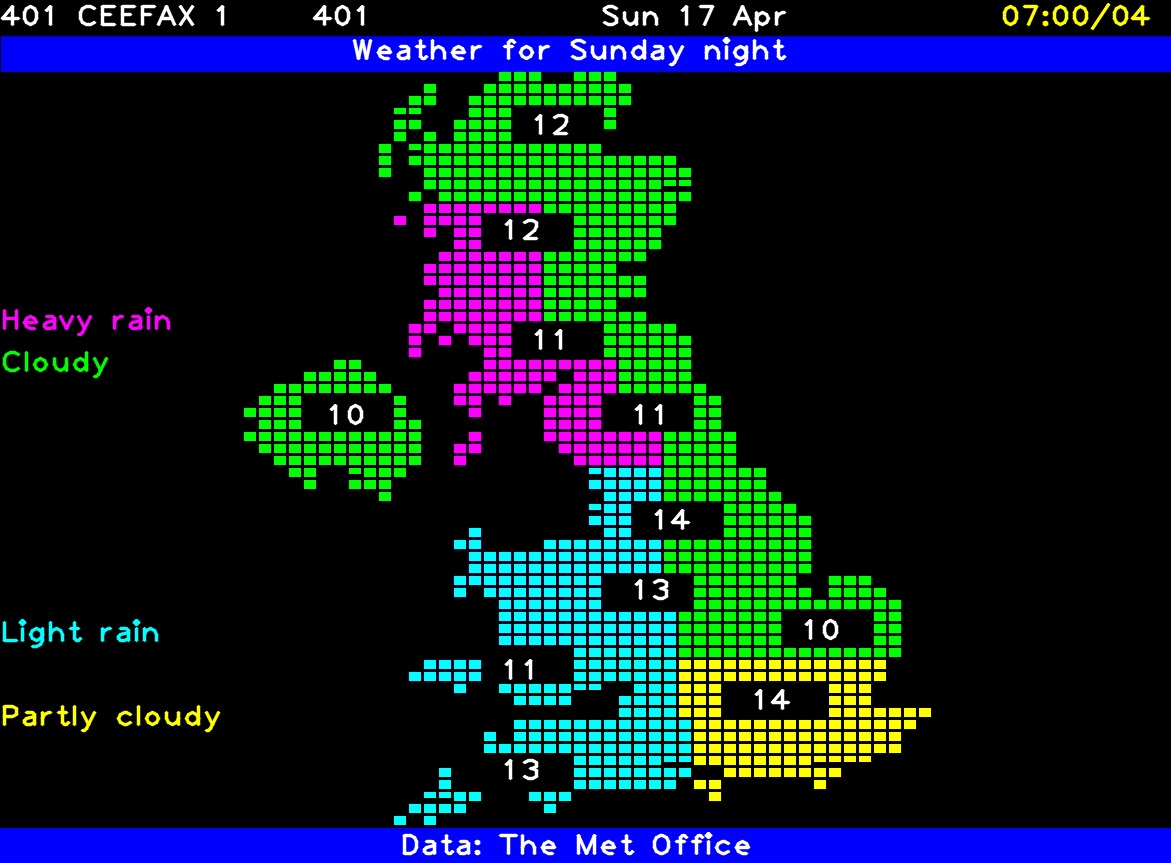 401 CEEFAX 1 401 Sun 17 Apr 07:00/04
Weather for Sunday night
12
12
Heavy rain
11
Cloudy
10 11
14
13
Light rain 10
11
Partly cloudy 14
13
Data: The Met Office